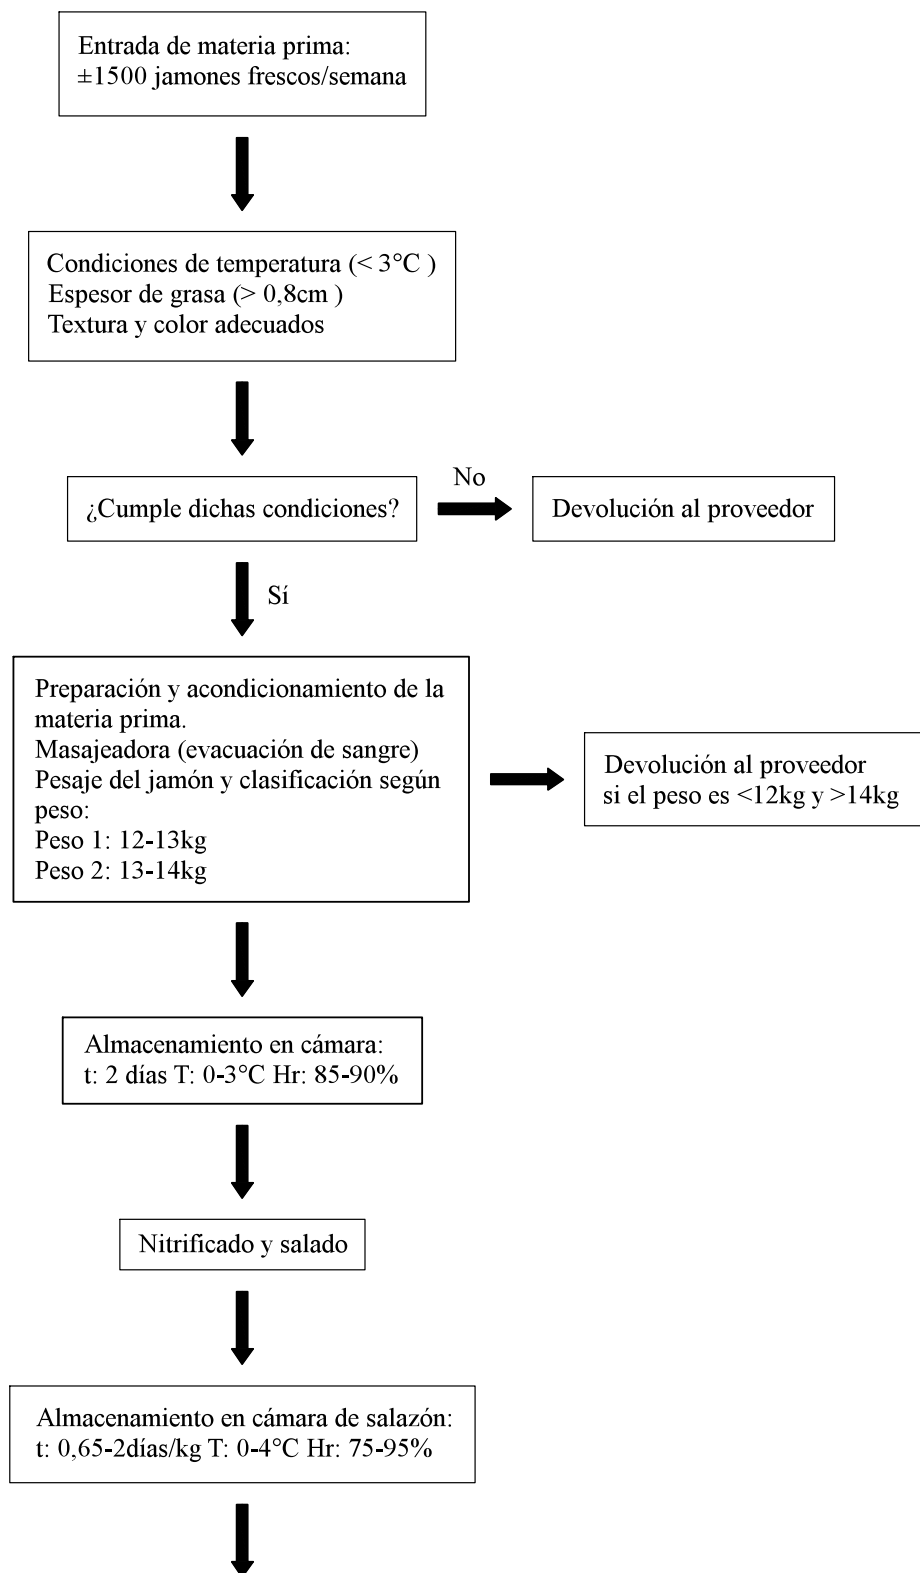 Entrada de materia prima:
±1500 jamones frescos/semana
Condiciones de temperatura (< 3°C )
Espesor de grasa (> 0,8cm )
Textura y color adecuados
¿Cumple dichas condiciones?
No
Devolución al proveedor
Sí
Preparación y acondicionamiento de la
materia prima.
Masajeadora (evacuación de sangre)
Pesaje del jamón y clasificación según
peso:
Peso 1: 12-13kg
Peso 2: 13-14kg
Devolución al proveedor
si el peso es <12kg y >14kg
Almacenamiento en cámara:
t: 2 días T: 0-3°C Hr: 85-90%
Nitrificado y salado
Almacenamiento en cámara de salazón:
t: 0,65-2días/kg T: 0-4°C Hr: 75-95%